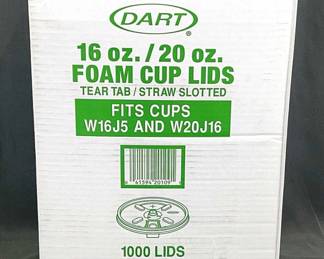 DART
16 oz. / 20 oz.
FOAM CUP LIDS
TEAR TAB / STRAW SLOTTED
FITS CUPS
W16J5 AND W20J16
1000 LIDS